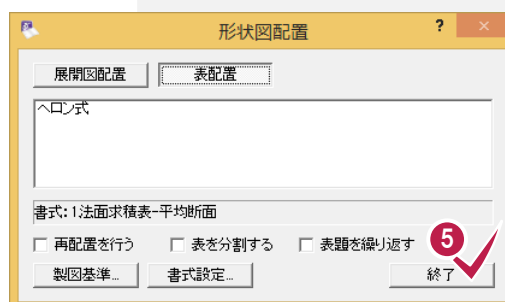 形状図配置 ? ×
展開図配置 表配置
ヘロン式
書式:1法面求積表-平均断面
再配置を行う 表を分割する 表題を繰り返す 5
製図基準... 書式設定... 終了